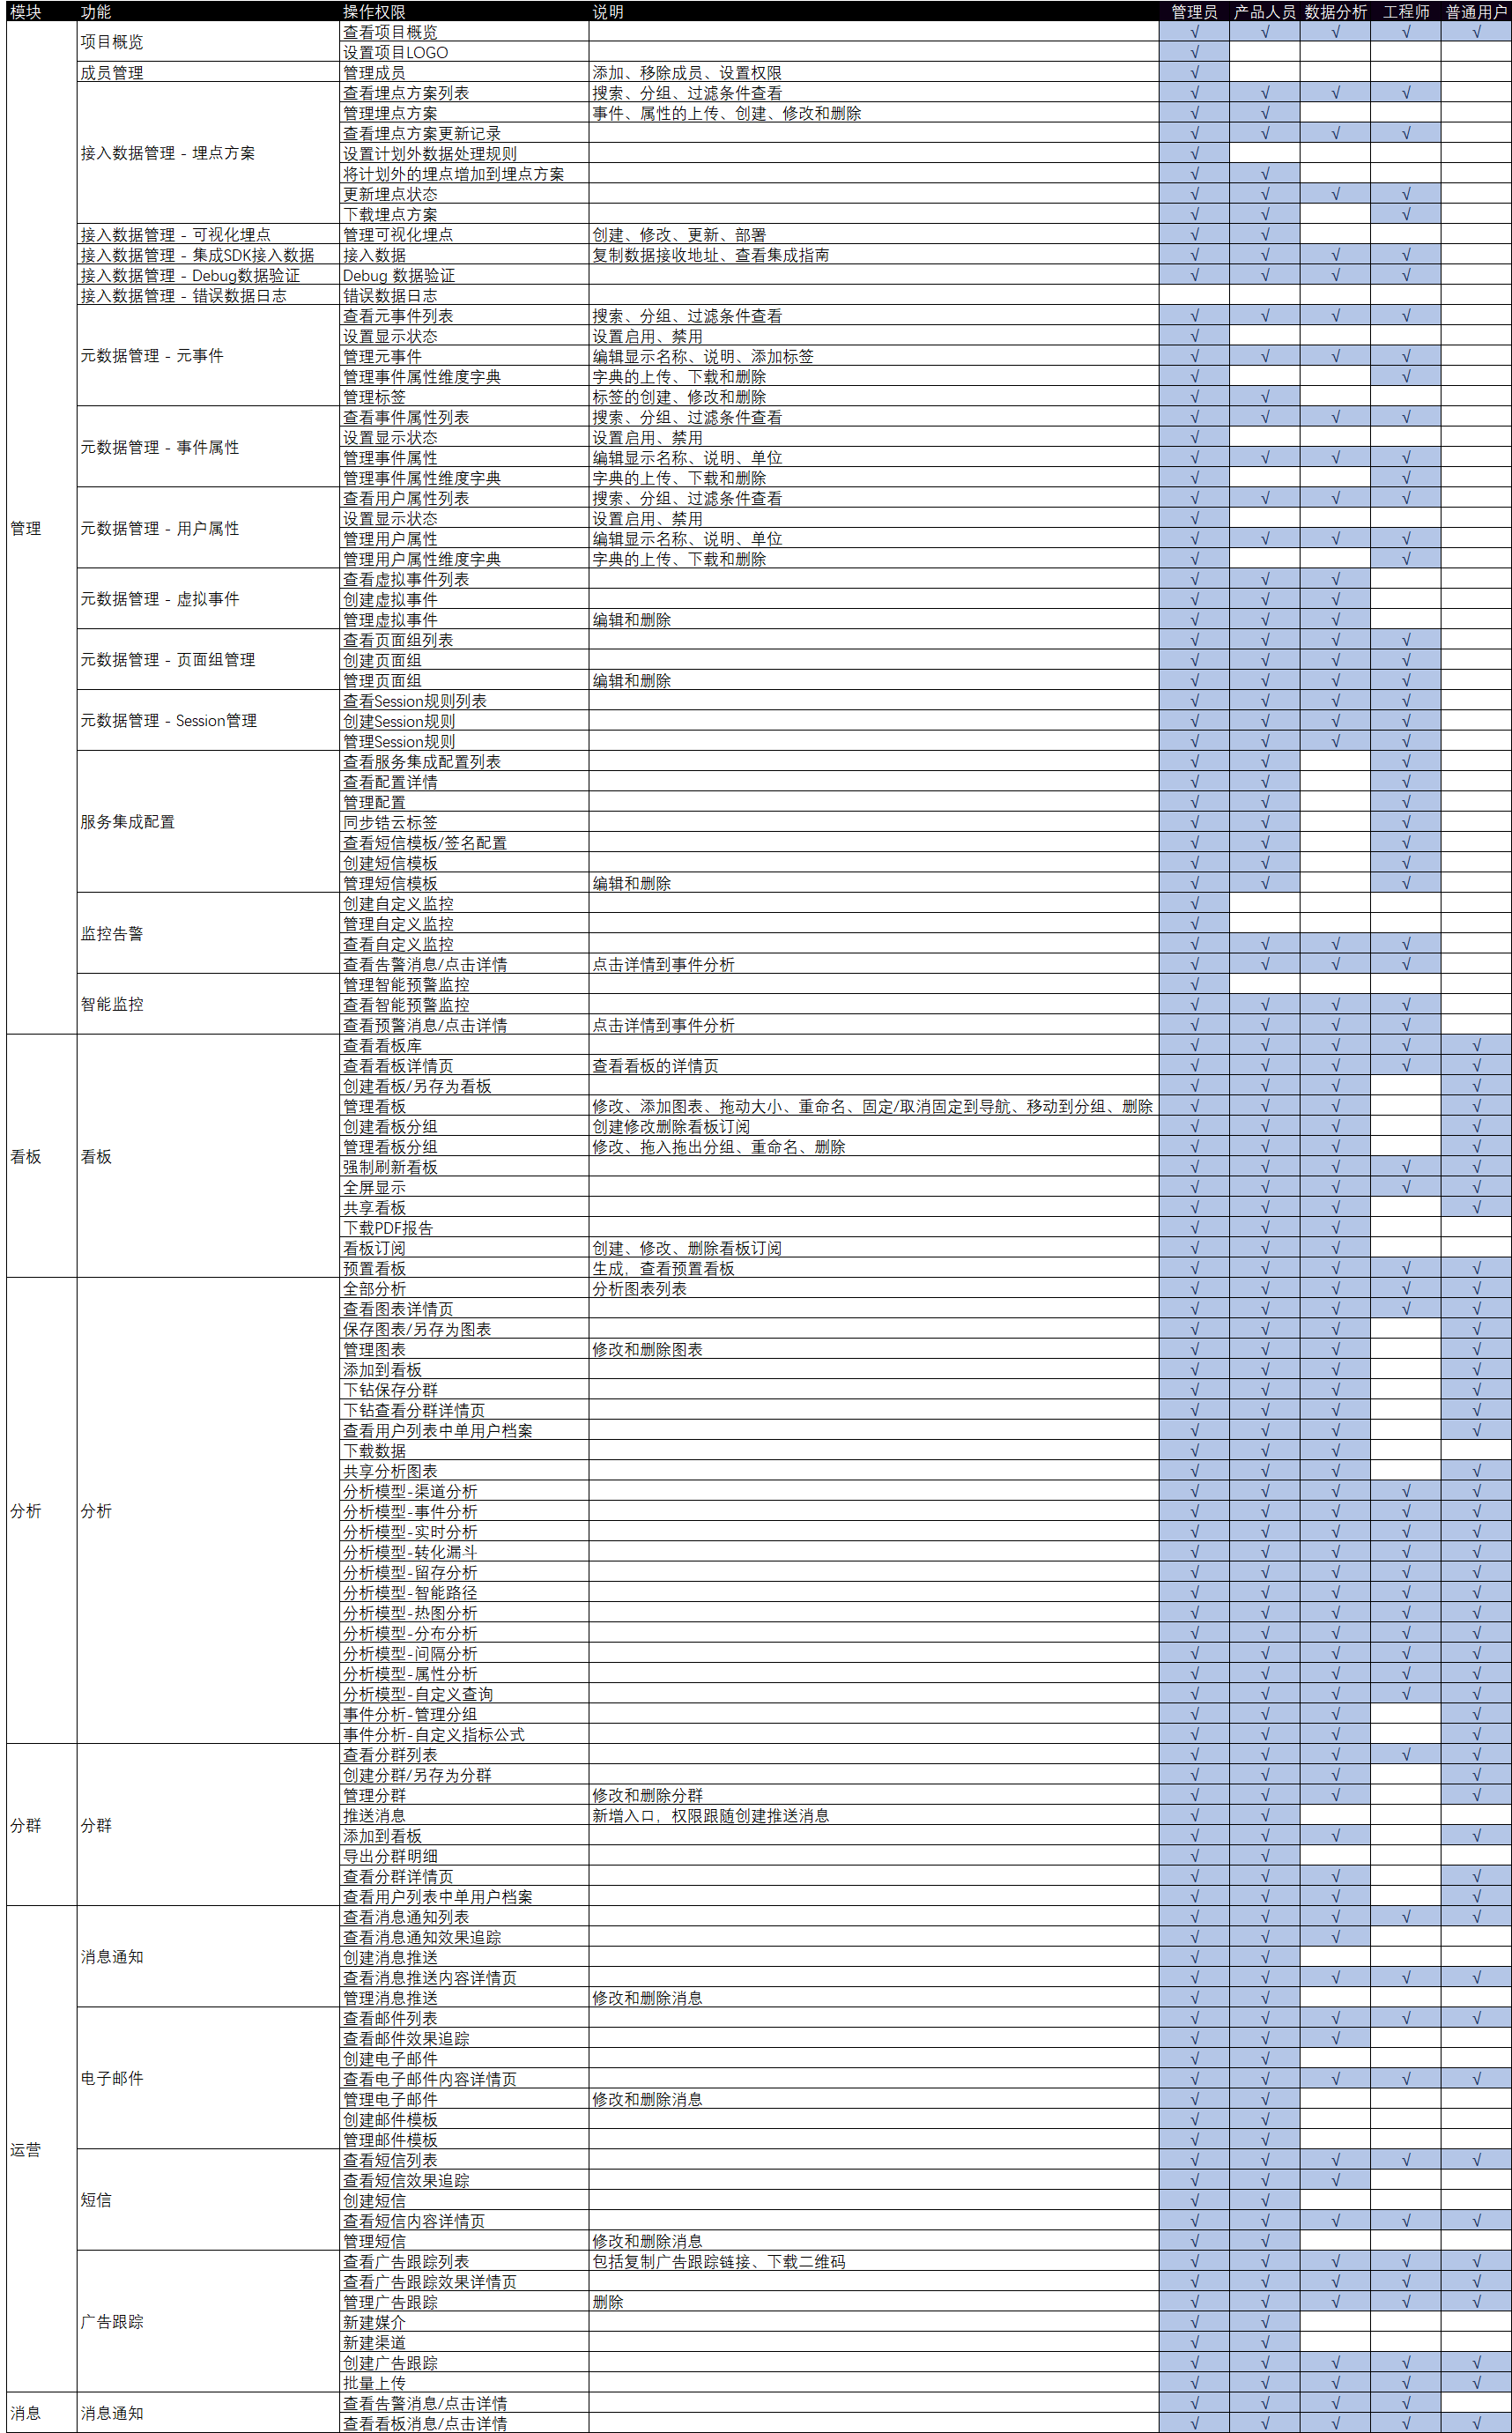 模块 功能 操作权限 说明 管理员 产品人员 数据分析 工程师 普通用户
管理 项目概览 查看项目概览 √ √ √ √ √
设置项目LOGO √
成员管理 管理成员 添加、移除成员、设置权限 √
接入数据管理 - 埋点方案 查看埋点方案列表 搜索、分组、过滤条件查看 √ √ √ √
管理埋点方案 事件、属性的上传、创建、修改和删除 √ √
查看埋点方案更新记录 √ √ √ √
设置计划外数据处理规则 √
将计划外的埋点增加到埋点方案 √ √
更新埋点状态 √ √ √ √
下载埋点方案 √ √ √
接入数据管理 - 可视化埋点 管理可视化埋点 创建、修改、更新、部署 √ √
接入数据管理 - 集成SDK接入数据 接入数据 复制数据接收地址、查看集成指南 √ √ √ √
接入数据管理 - Debug数据验证 Debug 数据验证 √ √ √ √
接入数据管理 - 错误数据日志 错误数据日志
元数据管理 - 元事件 查看元事件列表 搜索、分组、过滤条件查看 √ √ √ √
设置显示状态 设置启用、禁用 √
管理元事件 编辑显示名称、说明、添加标签 √ √ √ √
管理事件属性维度字典 字典的上传、下载和删除 √ √
管理标签 标签的创建、修改和删除 √ √
元数据管理 - 事件属性 查看事件属性列表 搜索、分组、过滤条件查看 √ √ √ √
设置显示状态 设置启用、禁用 √
管理事件属性 编辑显示名称、说明、单位 √ √ √ √
管理事件属性维度字典 字典的上传、下载和删除 √ √
元数据管理 - 用户属性 查看用户属性列表 搜索、分组、过滤条件查看 √ √ √ √
设置显示状态 设置启用、禁用 √
管理用户属性 编辑显示名称、说明、单位 √ √ √ √
管理用户属性维度字典 字典的上传、下载和删除 √ √
元数据管理 - 虚拟事件 查看虚拟事件列表 √ √ √
创建虚拟事件 √ √ √
管理虚拟事件 编辑和删除 √ √ √
元数据管理 - 页面组管理 查看页面组列表 √ √ √ √
创建页面组 √ √ √ √
管理页面组 编辑和删除 √ √ √ √
元数据管理 - Session管理 查看Session规则列表 √ √ √ √
创建Session规则 √ √ √ √
管理Session规则 √ √ √ √
服务集成配置 查看服务集成配置列表 √ √ √
查看配置详情 √ √ √
管理配置 √ √ √
同步锆云标签 √ √ √
查看短信模板/签名配置 √ √ √
创建短信模板 √ √ √
管理短信模板 编辑和删除 √ √ √
监控告警 创建自定义监控 √
管理自定义监控 √
查看自定义监控 √ √ √ √
查看告警消息/点击详情 点击详情到事件分析 √ √ √ √
智能监控 管理智能预警监控 √
查看智能预警监控 √ √ √ √
查看预警消息/点击详情 点击详情到事件分析 √ √ √ √
看板 看板 查看看板库 √ √ √ √ √
查看看板详情页 查看看板的详情页 √ √ √ √ √
创建看板/另存为看板 √ √ √ √
管理看板 修改、添加图表、拖动大小、重命名、固定/取消固定到导航、移动到分组、删除 √ √ √ √
创建看板分组 创建修改删除看板订阅 √ √ √ √
管理看板分组 修改、拖入拖出分组、重命名、删除 √ √ √ √
强制刷新看板 √ √ √ √ √
全屏显示 √ √ √ √ √
共享看板 √ √ √ √
下载PDF报告 √ √ √
看板订阅 创建、修改、删除看板订阅 √ √ √
预置看板 生成，查看预置看板 √ √ √ √ √
分析 分析 全部分析 分析图表列表 √ √ √ √ √
查看图表详情页 √ √ √ √ √
保存图表/另存为图表 √ √ √ √
管理图表 修改和删除图表 √ √ √ √
添加到看板 √ √ √ √
下钻保存分群 √ √ √ √
下钻查看分群详情页 √ √ √ √
查看用户列表中单用户档案 √ √ √ √
下载数据 √ √ √
共享分析图表 √ √ √ √
分析模型-渠道分析 √ √ √ √ √
分析模型-事件分析 √ √ √ √ √
分析模型-实时分析 √ √ √ √ √
分析模型-转化漏斗 √ √ √ √ √
分析模型-留存分析 √ √ √ √ √
分析模型-智能路径 √ √ √ √ √
分析模型-热图分析 √ √ √ √ √
分析模型-分布分析 √ √ √ √ √
分析模型-间隔分析 √ √ √ √ √
分析模型-属性分析 √ √ √ √ √
分析模型-自定义查询 √ √ √ √ √
事件分析-管理分组 √ √ √ √
事件分析-自定义指标公式 √ √ √ √
分群 分群 查看分群列表 √ √ √ √ √
创建分群/另存为分群 √ √ √ √
管理分群 修改和删除分群 √ √ √ √
推送消息 新增入口，权限跟随创建推送消息 √ √
添加到看板 √ √ √ √
导出分群明细 √ √
查看分群详情页 √ √ √ √
查看用户列表中单用户档案 √ √ √ √
运营 消息通知 查看消息通知列表 √ √ √ √ √
查看消息通知效果追踪 √ √ √
创建消息推送 √ √
查看消息推送内容详情页 √ √ √ √ √
管理消息推送 修改和删除消息 √ √
电子邮件 查看邮件列表 √ √ √ √ √
查看邮件效果追踪 √ √ √
创建电子邮件 √ √
查看电子邮件内容详情页 √ √ √ √ √
管理电子邮件 修改和删除消息 √ √
创建邮件模板 √ √
管理邮件模板 √ √
短信 查看短信列表 √ √ √ √ √
查看短信效果追踪 √ √ √
创建短信 √ √
查看短信内容详情页 √ √ √ √ √
管理短信 修改和删除消息 √ √
广告跟踪 查看广告跟踪列表 包括复制广告跟踪链接、下载二维码 √ √ √ √ √
查看广告跟踪效果详情页 √ √ √ √ √
管理广告跟踪 删除 √ √ √ √ √
新建媒介 √ √
新建渠道 √ √
创建广告跟踪 √ √ √ √ √
批量上传 √ √ √ √ √
消息 消息通知 查看告警消息/点击详情 √ √ √ √
查看看板消息/点击详情 √ √ √ √ √